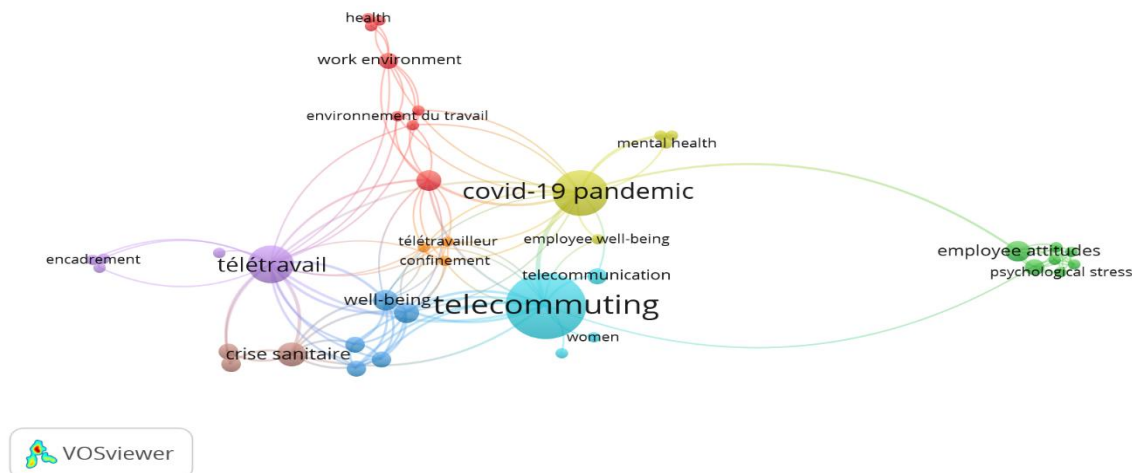 health
work environment
environnement du travail
mental health
covid-19 pandemic
télétravailleur
employee well-being
encadrement
télétravail
confinement
telecommunication
employee attitudes
psychological stress
well-being
telecommuting
women
crise sanitaire
VOSviewer